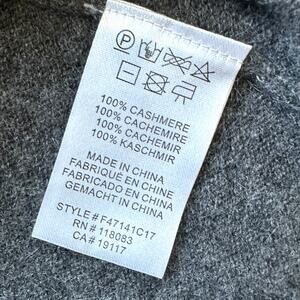 P
100% CASHMERE
100% CACHEMIRE
100% CACHEMIR
100% KASCHMIR
MADE IN CHINA
FABRIQUÉ EN CHINE
FABRICADO EN CHINA
GEMACHT IN CHINA
STYLE # F47141C17
RN # 118083
CA# 19117